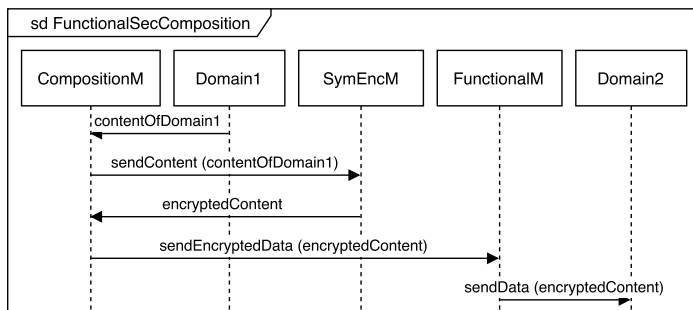 sd FunctionalSecComposition
CompositionM
Domain1
SymEncM
FunctionalM
Domain2
contentOfDomain1
sendContent (contentOfDomain1)
encryptedContent
sendEncryptedData (encryptedContent)
sendData (encryptedContent)